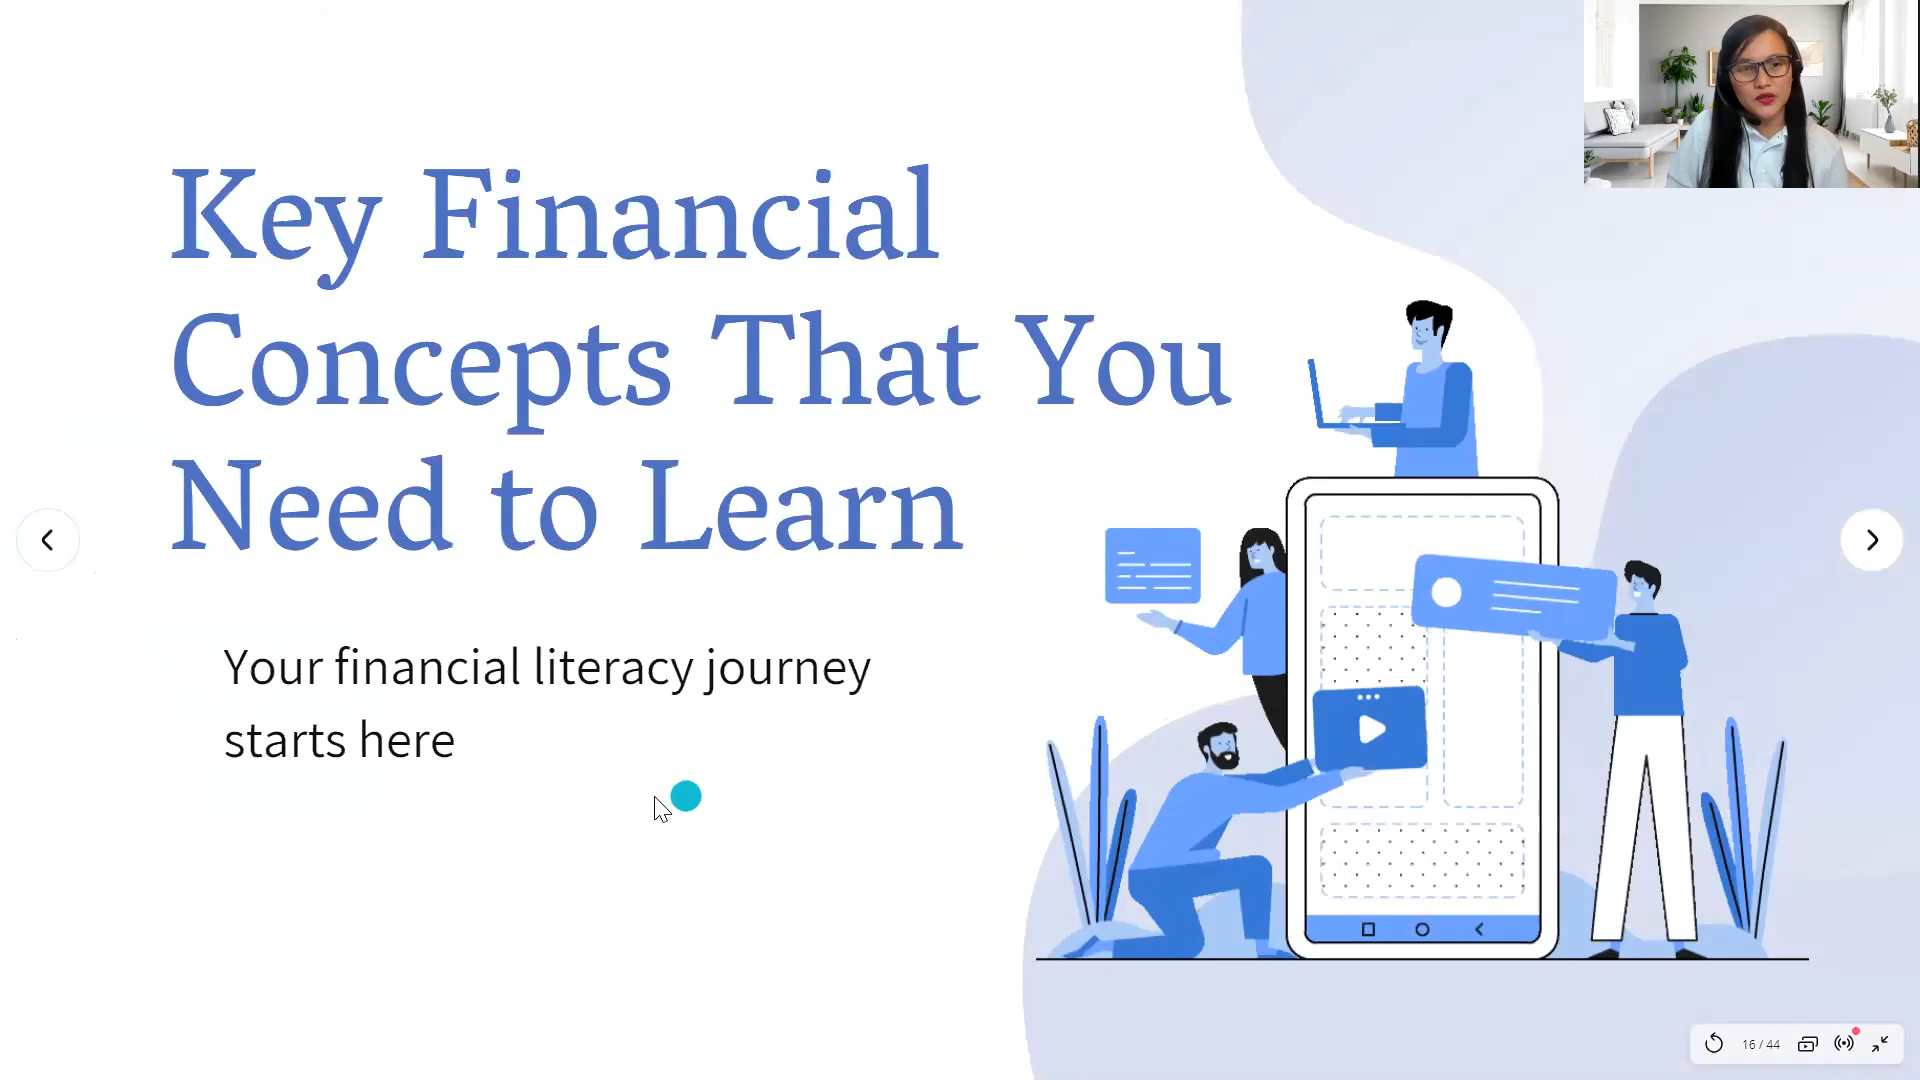 Key Financial
Concepts That You
Need to Learn
Your financial literacy journey
starts here
16 / 44